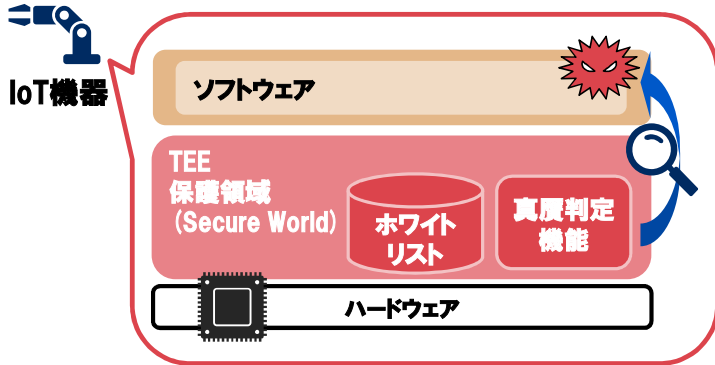 IoT機器
ソフトウェア
TEE
保護領域
(Secure World)
ホワイト
リスト
真贋判定
機能
ハードウェア